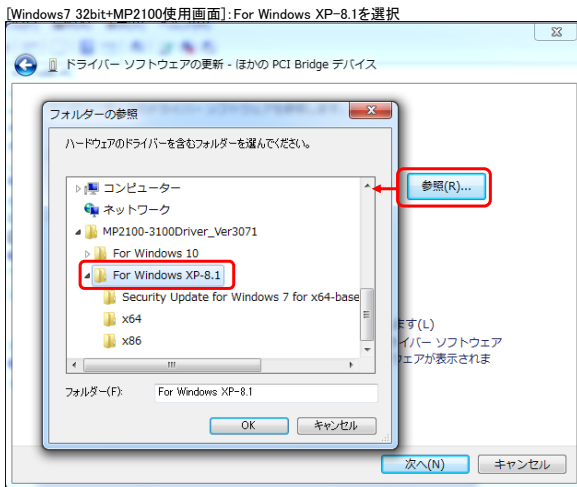 [Windows7 32bit+MP2100使用画面]:For Windows XP-8.1を選択
ドライバー ソフトウェアの更新 - ほかの PCI Bridge デバイス
フォルダーの参照
ハードウェアのドライバーを含むフォルダーを選んでください。
コンピューター
参照(R)...
ネットワーク
MP2100-3100Driver_Ver3071
For Windows 10
For Windows XP-8.1
Security Update for Windows 7 for x64-base
x64
ます(L)
x86
イバー ソフトウェア
ウェアが表示されま
フォルダー(F):
For Windows XP-8.1
OK
キャンセル
次へ(N)
キャンセル